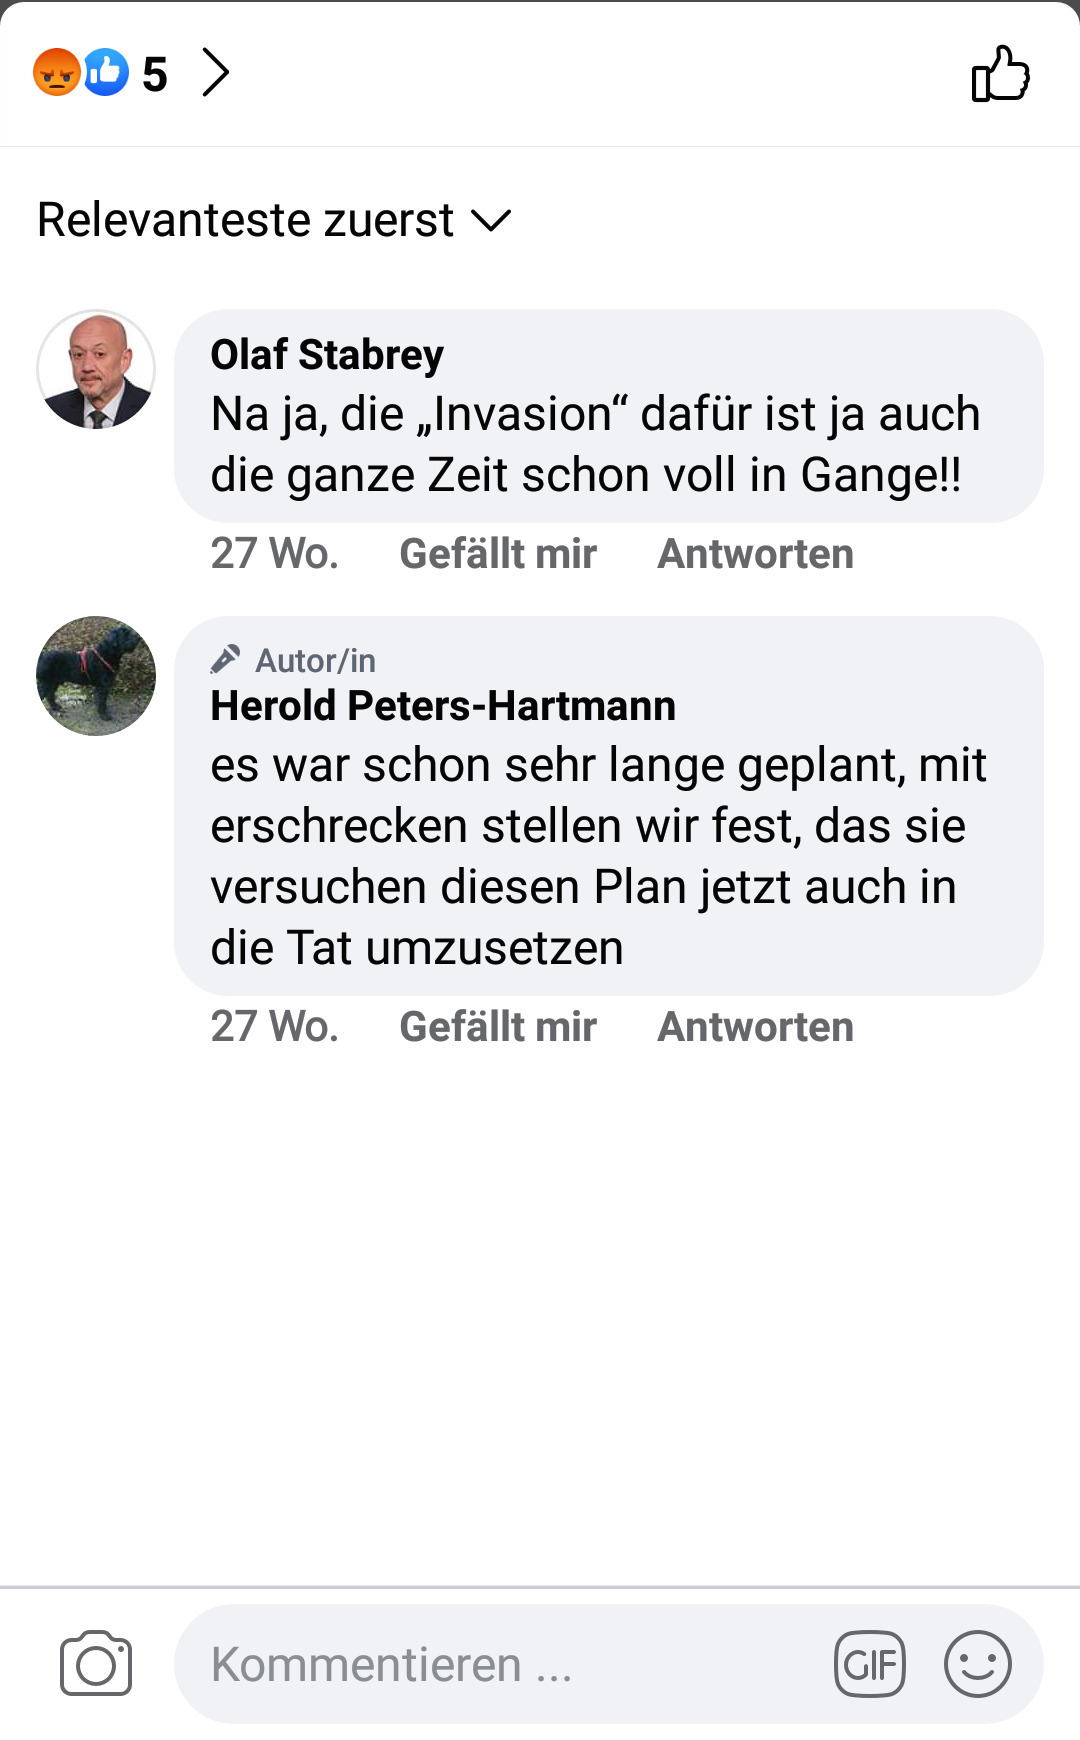 5
Relevanteste zuerst
Olaf Stabrey
Na ja, die „Invasion“ dafür ist ja auch
die ganze Zeit schon voll in Gange!!
27 Wo. Gefällt mir Antworten
Autor/in
Herold Peters-Hartmann
es war schon sehr lange geplant, mit
erschrecken stellen wir fest, das sie
versuchen diesen Plan jetzt auch in
die Tat umzusetzen
27 Wo. Gefällt mir Antworten
Kommentieren ... GIF